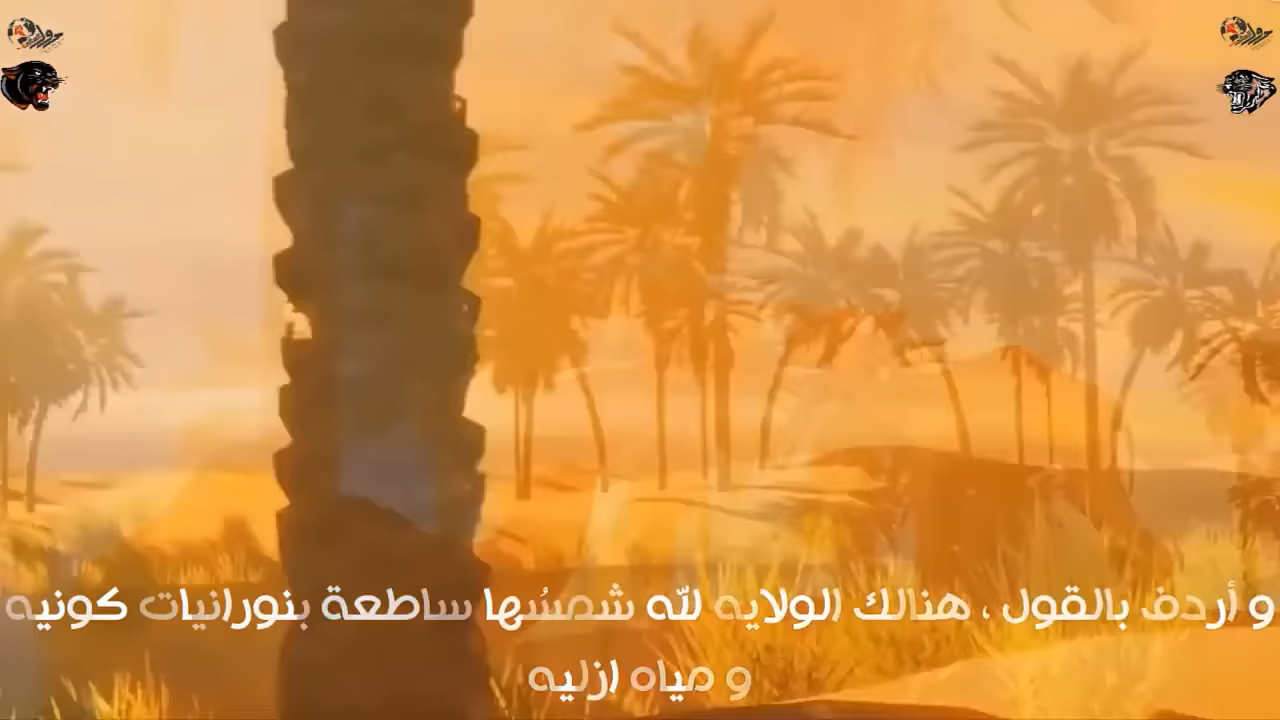 و أردف بالقول ، هنالك الولايه لله شمسُها ساطعة بنورانيات كونيه
و مياه ازليه